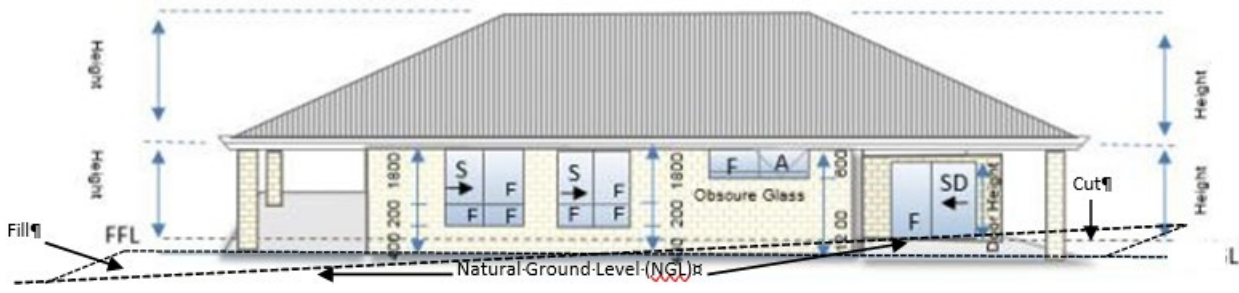 Height
Height
Height
Height
1800
200
S
F
F
F
S
F
F
F
1800
200
F
A
Obsoure Glass
600
SD
F
Door Height
Cut¶
Fill¶
FFL
Natural·Ground·Level·(NGL)¤